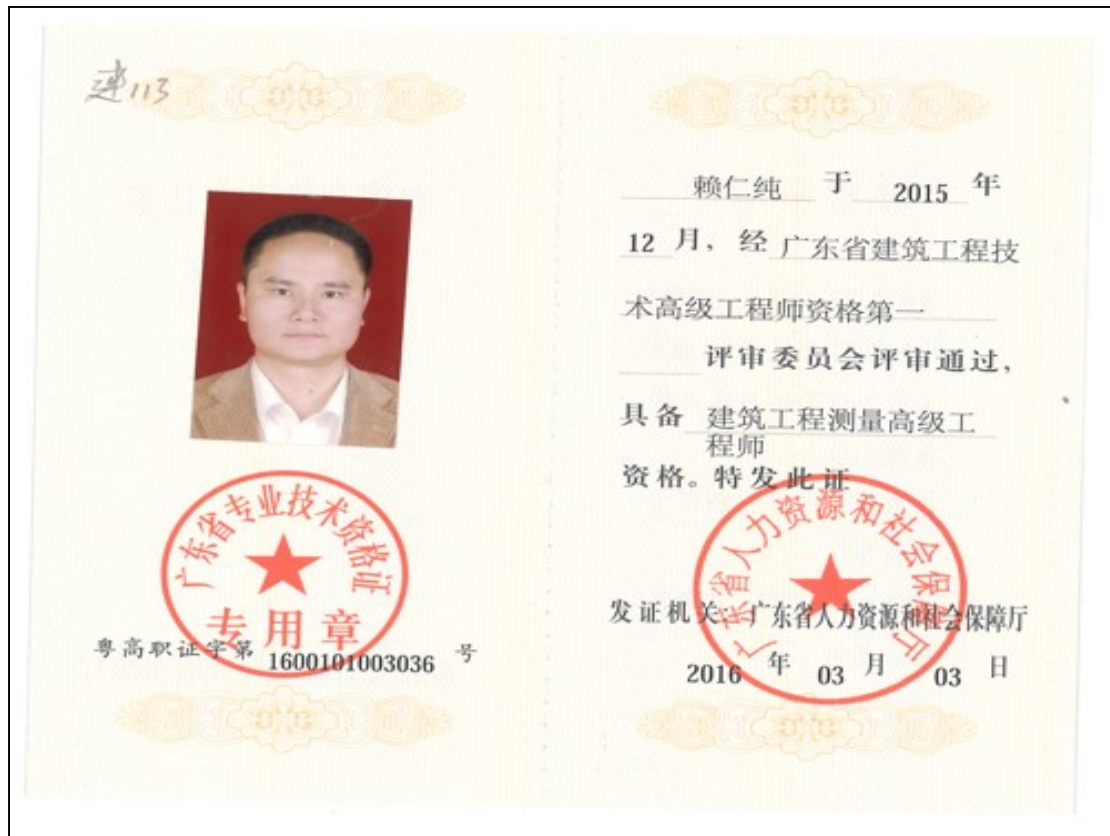 建113
广东省专业技术资格证
专用章
粤高职证字第 1600101003036 号
赖仁纯 于 2015 年
12 月，经 广东省建筑工程技
术高级工程师资格第一
评审委员会评审通过，
具备 建筑工程测量高级工
程师
资格。特发此证
广东省人力资源和社会保障厅
发证机关：广东省人力资源和社会保障厅
2016 年 03 月 03 日